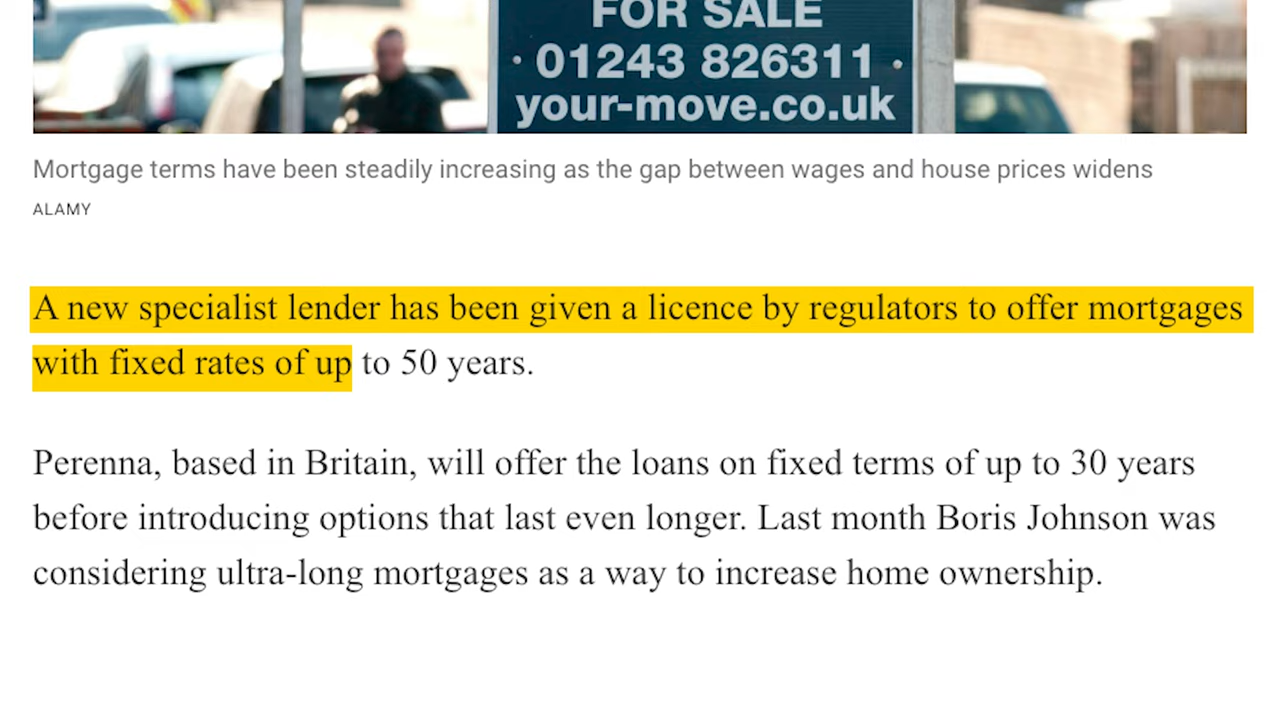 FOR SALE
· 01243 826311 ·
your-move.co.uk
Mortgage terms have been steadily increasing as the gap between wages and house prices widens
ALAMY
A new specialist lender has been given a licence by regulators to offer mortgages
with fixed rates of up to 50 years.
Perenna, based in Britain, will offer the loans on fixed terms of up to 30 years
before introducing options that last even longer. Last month Boris Johnson was
considering ultra-long mortgages as a way to increase home ownership.